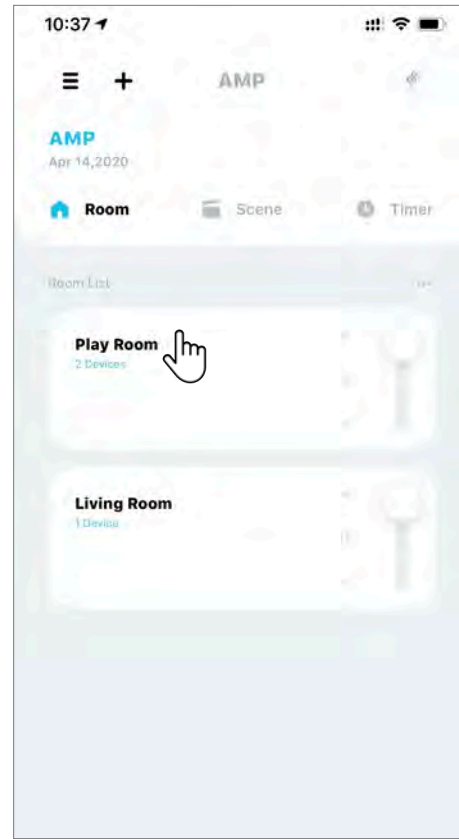 10:37
AMP
AMP
Apr 14,2020
Room Scene Timer
Room List
Play Room
2 Devices
Living Room
1 Device